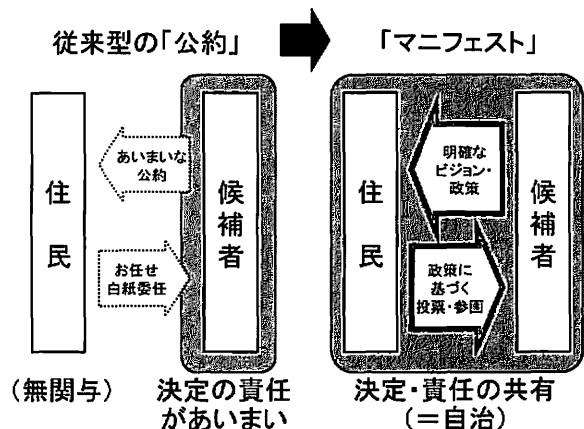 従来型の「公約」
「マニフェスト」
住民
あいまいな
公約
お任せ
白紙委任
候補者
住民
明確な
ビジョン・
政策
政策に
基づく
投票・参画
候補者
(無関与)
決定の責任
があいまい
決定・責任の共有
(＝自治)